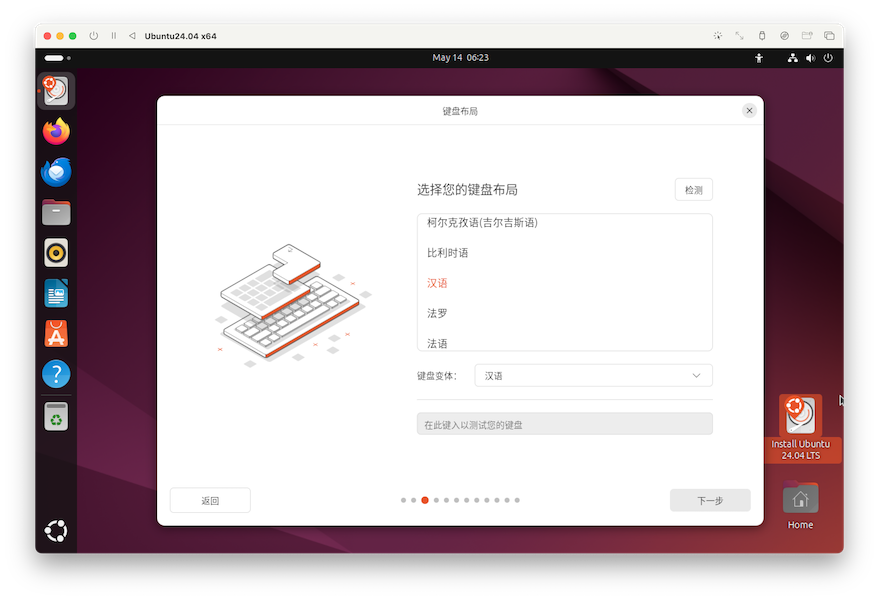 Ubuntu24.04 x64
May 14 06:23
键盘布局
选择您的键盘布局
检测
柯尔克孜语(吉尔吉斯语)
比利时语
汉语
法罗
法语
键盘变体：
汉语
在此键入以测试您的键盘
返回
下一步
Install Ubuntu
24.04 LTS
Home